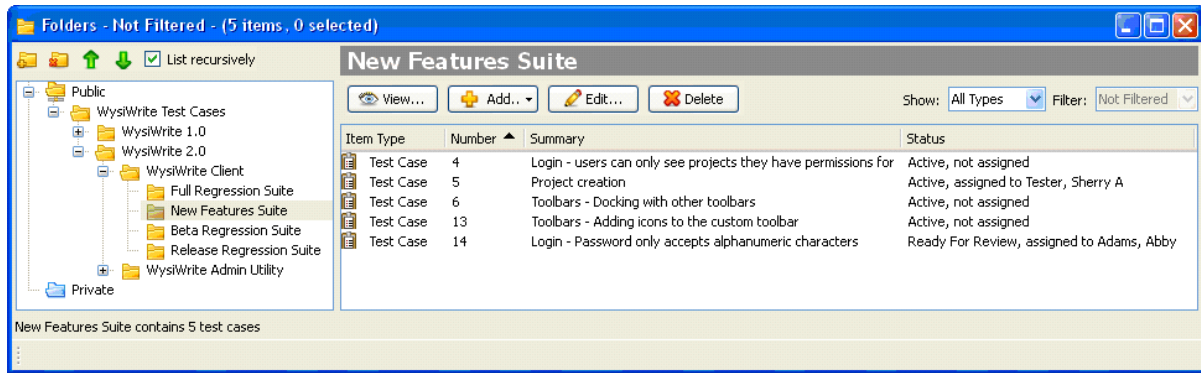 Folders - Not Filtered - (5 items, 0 selected)
List recursively
Public
WysiWrite Test Cases
WysiWrite 1.0
WysiWrite 2.0
WysiWrite Client
Full Regression Suite
New Features Suite
Beta Regression Suite
Release Regression Suite
WysiWrite Admin Utility
Private
New Features Suite
View... Add.. Edit... Delete Show: All Types Filter: Not Filtered
Item Type Number Summary Status
Test Case 4 Login - users can only see projects they have permissions for Active, not assigned
Test Case 5 Project creation Active, assigned to Tester, Sherry A
Test Case 6 Toolbars - Docking with other toolbars Active, not assigned
Test Case 13 Toolbars - Adding icons to the custom toolbar Active, not assigned
Test Case 14 Login - Password only accepts alphanumeric characters Ready For Review, assigned to Adams, Abby
New Features Suite contains 5 test cases